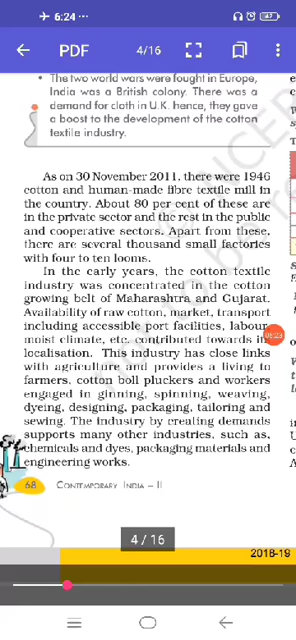 6:24
PDF
4/16
• The two world wars were fought in Europe,
India was a British colony. There was a
demand for cloth in U.K. hence, they gave
a boost to the development of the cotton
textile industry.
As on 30 November 2011, there were 1946
cotton and human-made fibre textile mill in
the country. About 80 per cent of these are
in the private sector and the rest in the public
and cooperative sectors. Apart from these,
there are several thousand small factories
with four to ten looms.
In the early years, the cotton textile
industry was concentrated in the cotton
growing belt of Maharashtra and Gujarat.
Availability of raw cotton, market, transport
including accessible port facilities, labour,
moist climate, etc. contributed towards its
localisation. This industry has close links
with agriculture and provides a living to
farmers, cotton boll pluckers and workers
engaged in ginning, spinning, weaving,
dyeing, designing, packaging, tailoring and
sewing. The industry by creating demands
supports many other industries, such as,
chemicals and dyes, packaging materials and
engineering works.
68 CONTEMPORARY INDIA – II
4 / 16
2018-19